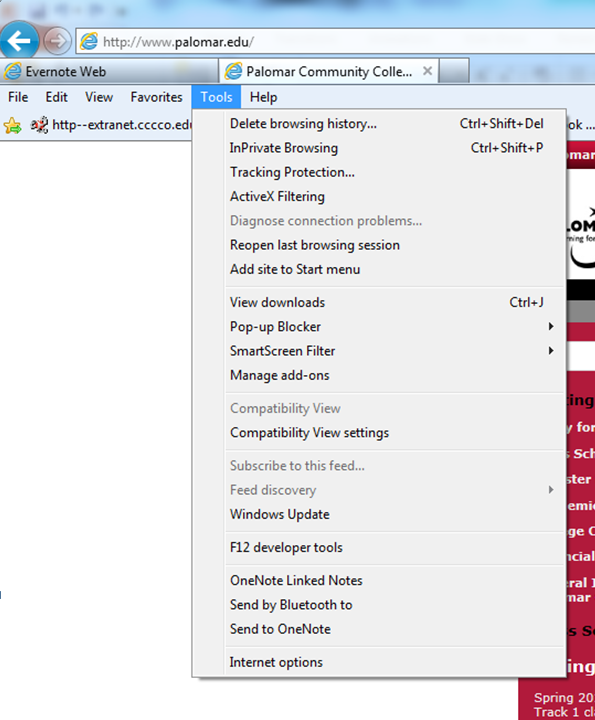 http://www.palomar.edu/
Evernote Web
Palomar Community Colle...
File Edit View Favorites Tools Help
http--extranet.cccco.edu
Delete browsing history... Ctrl+Shift+Del
InPrivate Browsing Ctrl+Shift+P
Tracking Protection...
ActiveX Filtering
Diagnose connection problems...
Reopen last browsing session
Add site to Start menu
View downloads Ctrl+J
Pop-up Blocker
SmartScreen Filter
Manage add-ons
Compatibility View
Compatibility View settings
Subscribe to this feed...
Feed discovery
Windows Update
F12 developer tools
OneNote Linked Notes
Send by Bluetooth to
Send to OneNote
Internet options
Spring 20
Track 1 cl